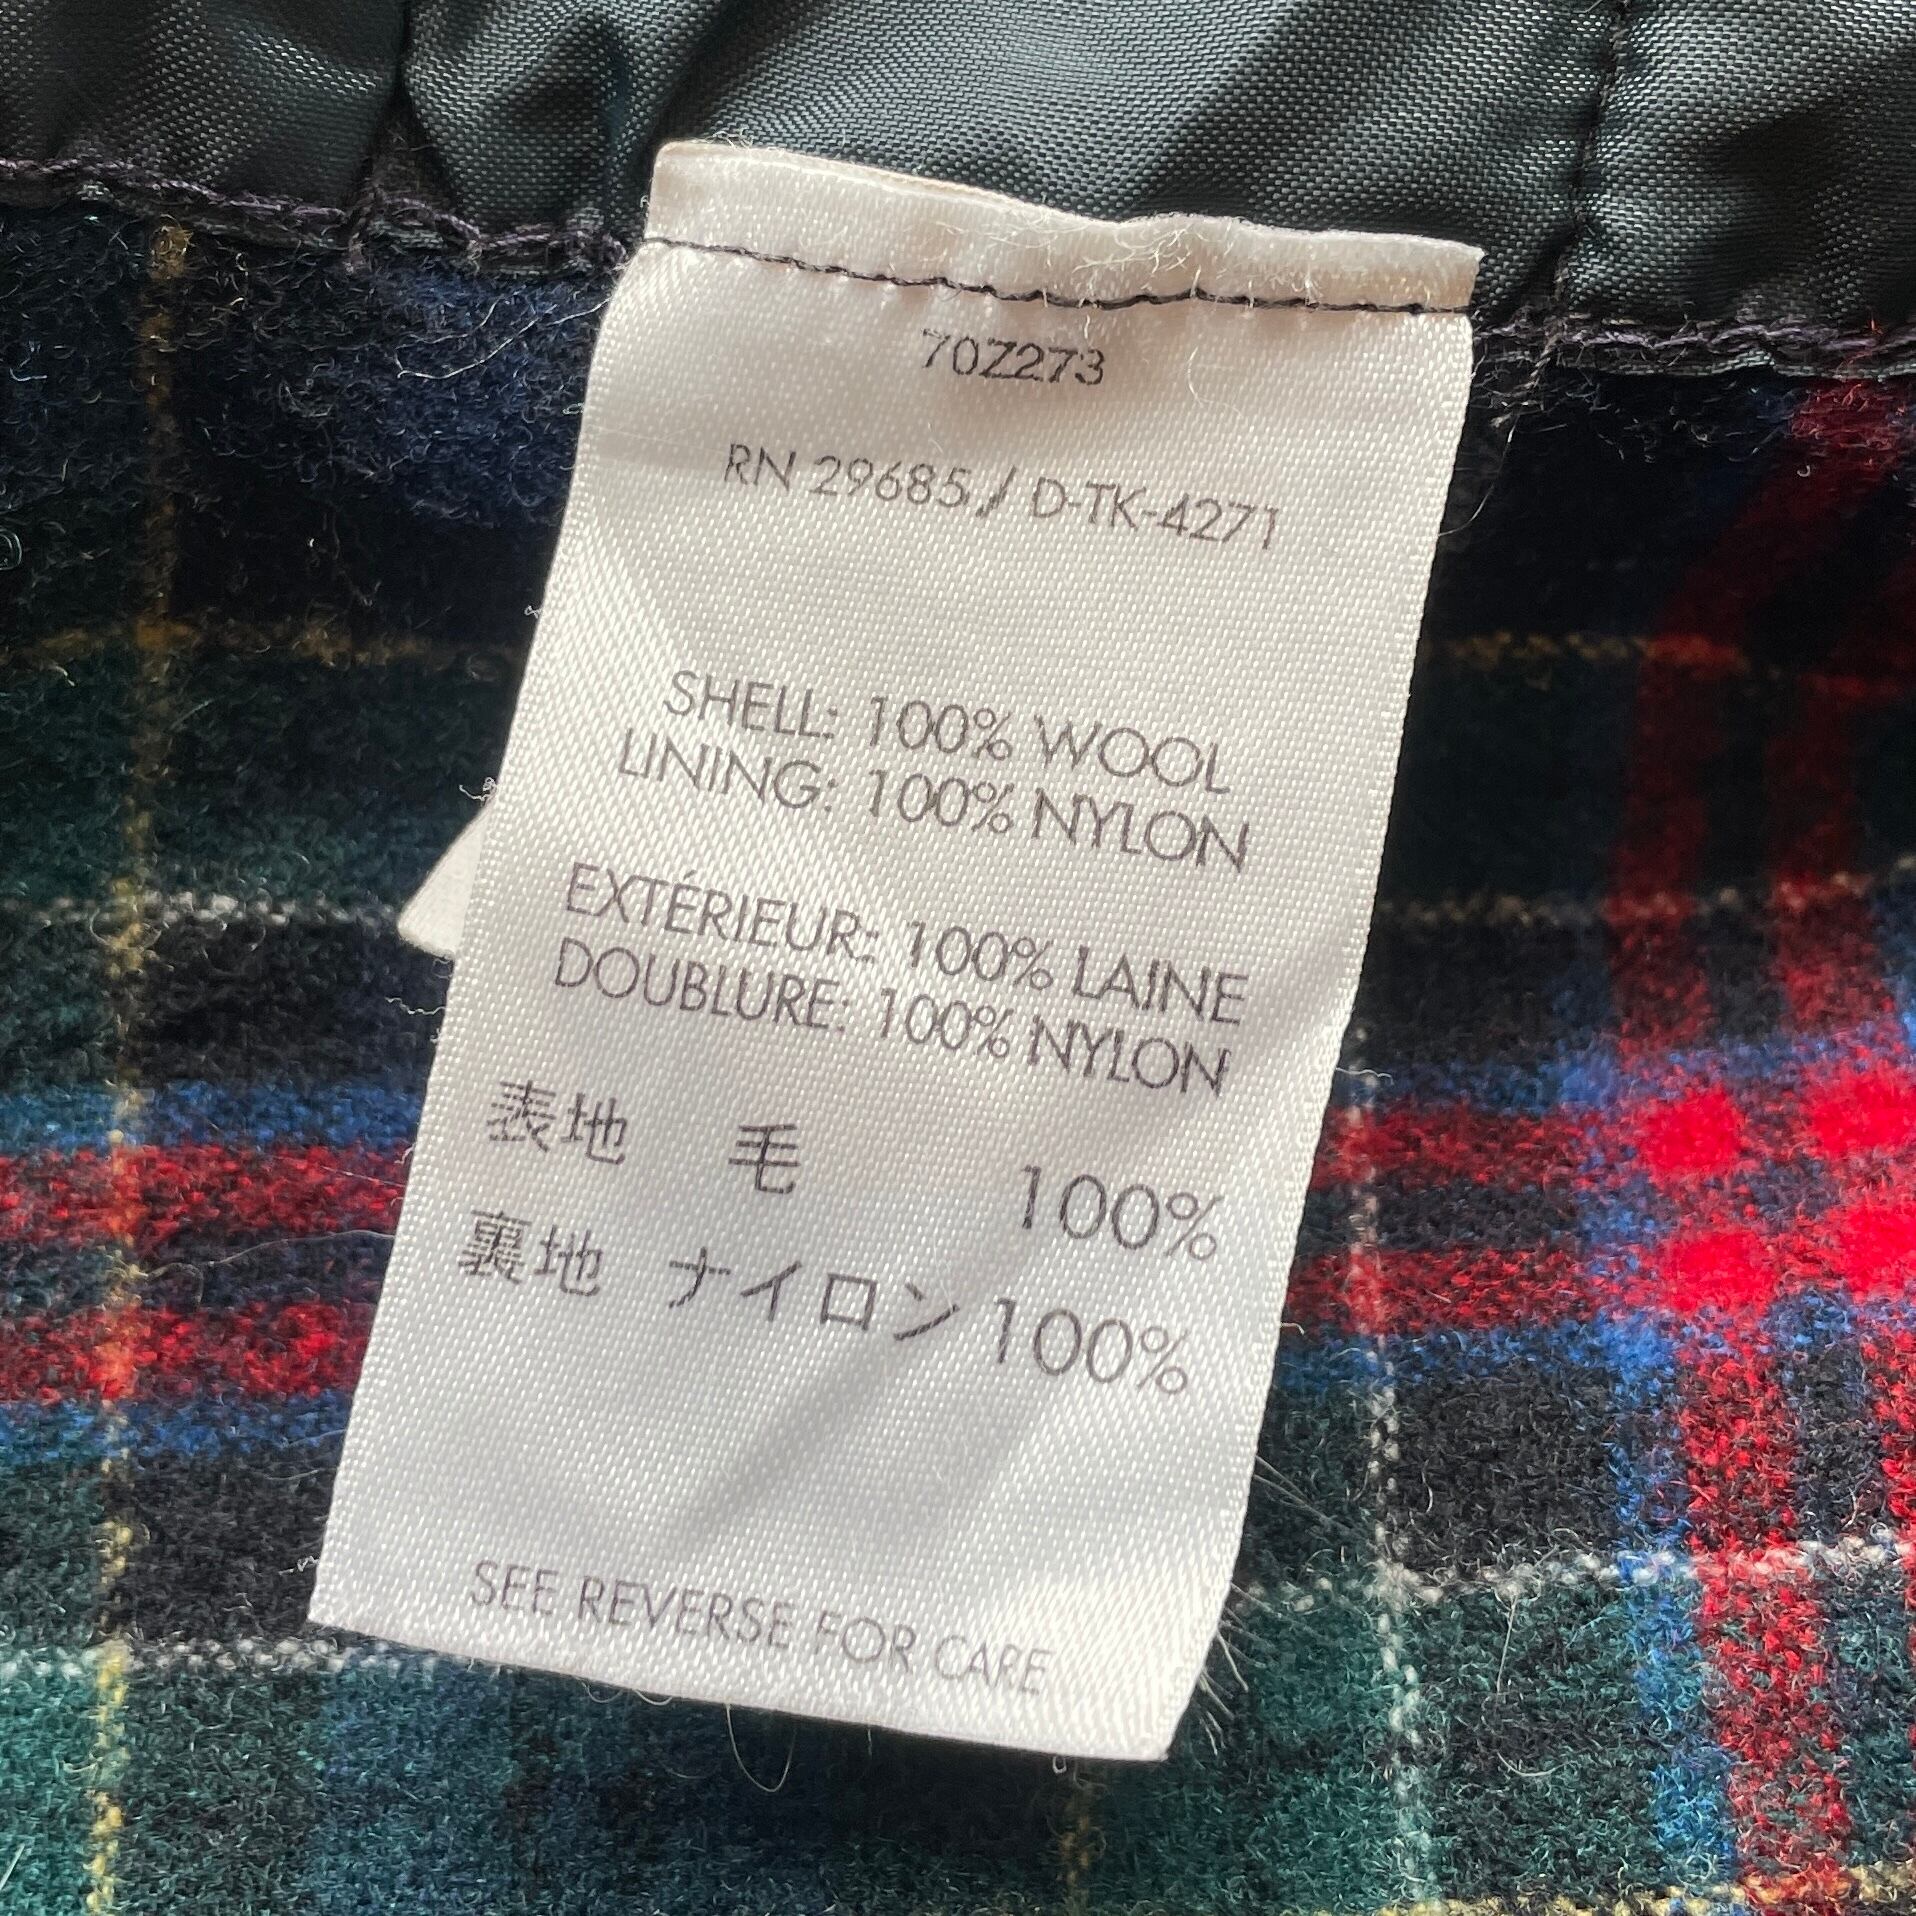 70Z273
RN 29685 / D-TK-4271
SHELL: 100% WOOL
LINING: 100% NYLON
EXTÉRIEUR: 100% LAINE
DOUBLURE: 100% NYLON
表地 毛 100%
裏地 ナイロン 100%
SEE REVERSE FOR CARE